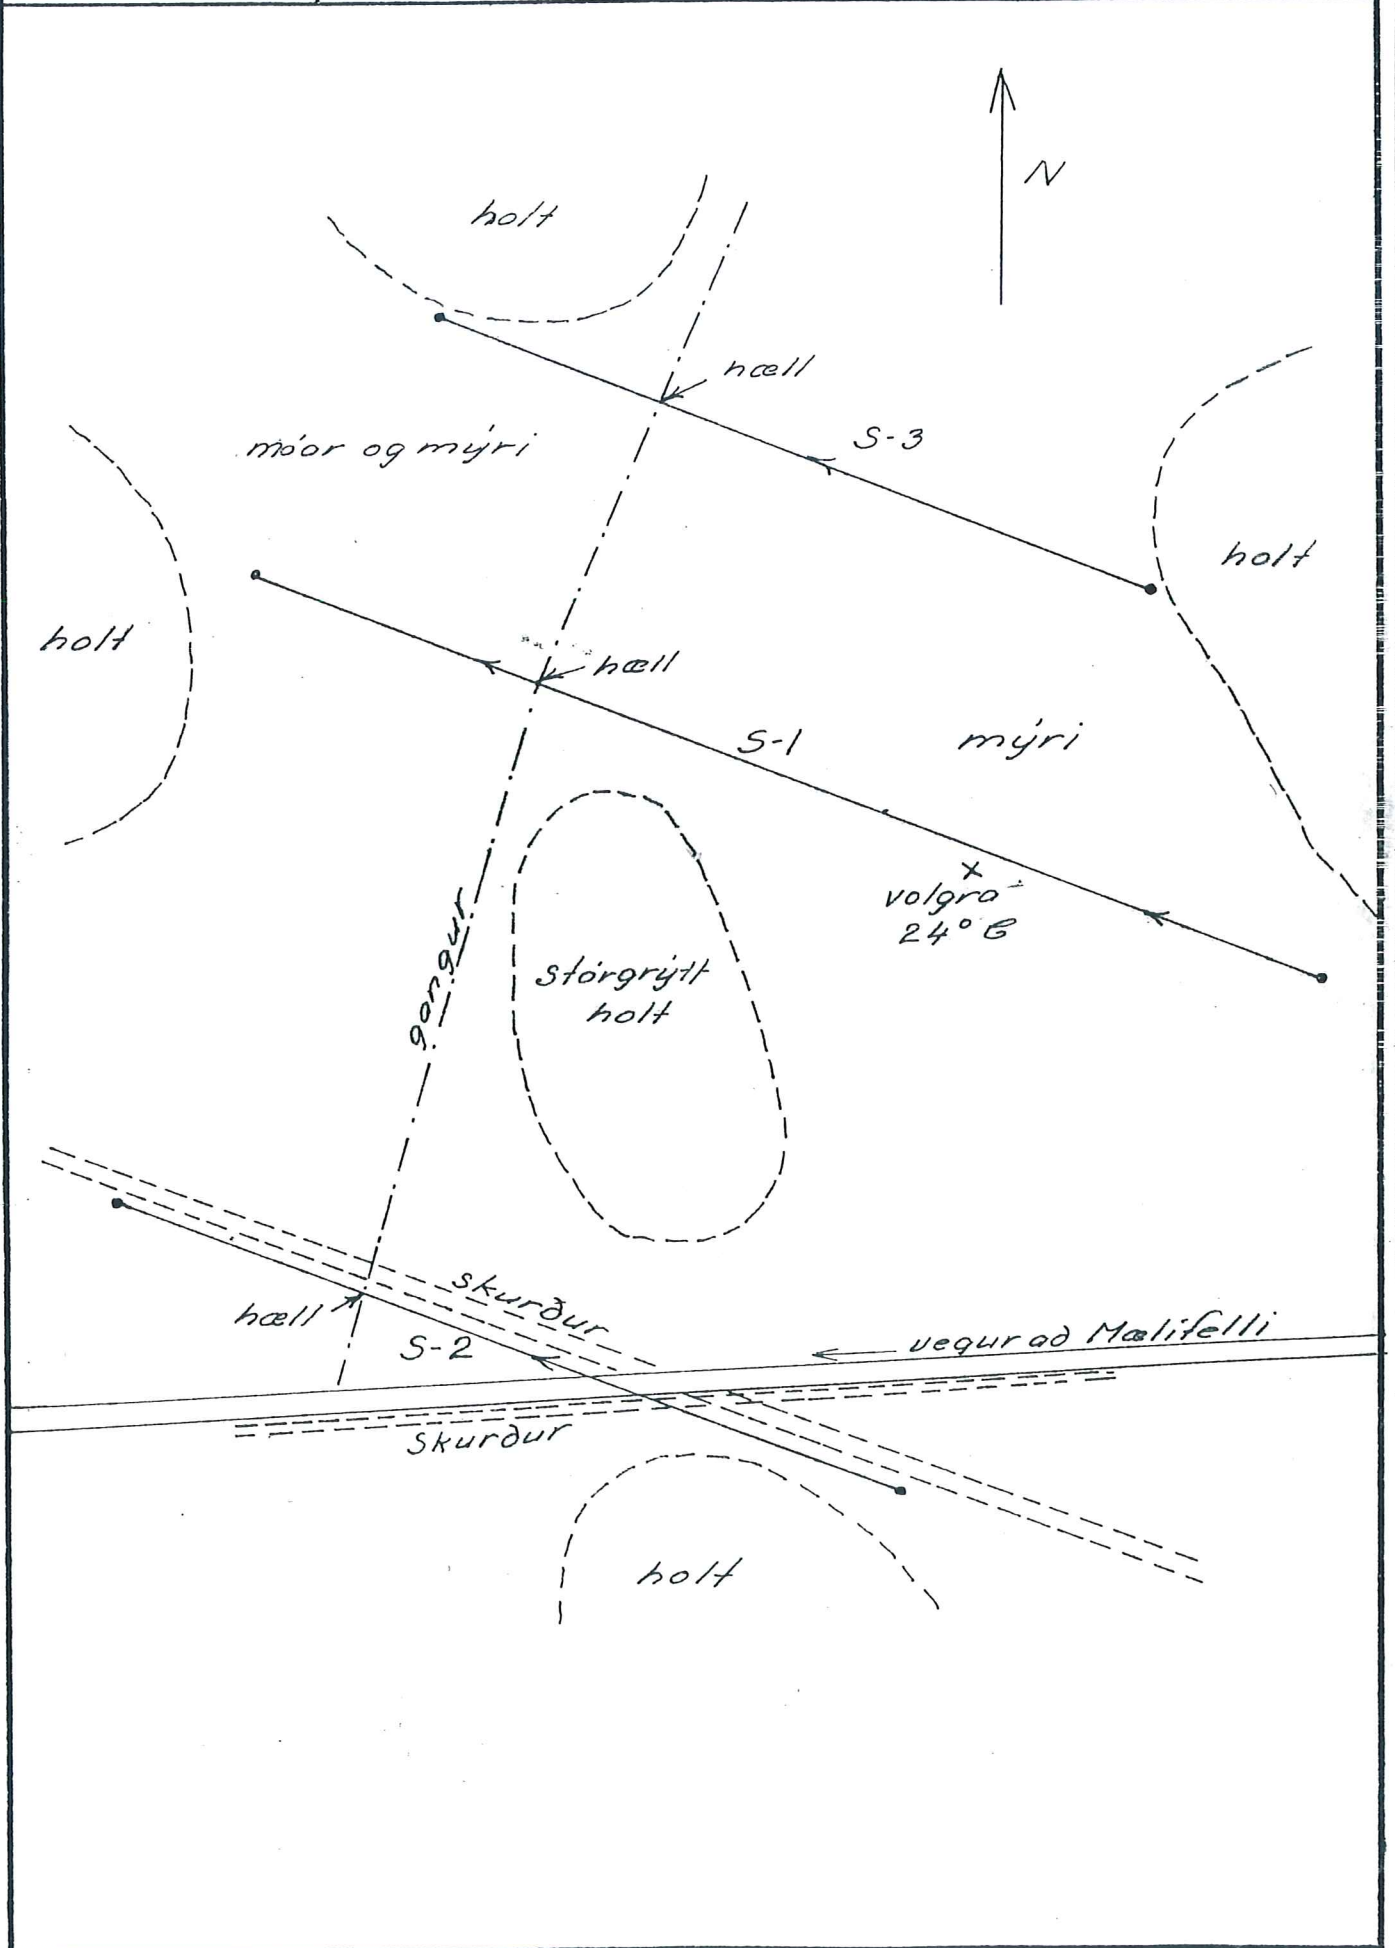 N
holt
hæll
S-3
móar og mýri
holt
holt
hæll
S-1
mýri
x
volgra
24° C
gangur
stórgrýtt
holt
skurður
hæll
S-2
vegur að Mælifelli
Skurður
holt